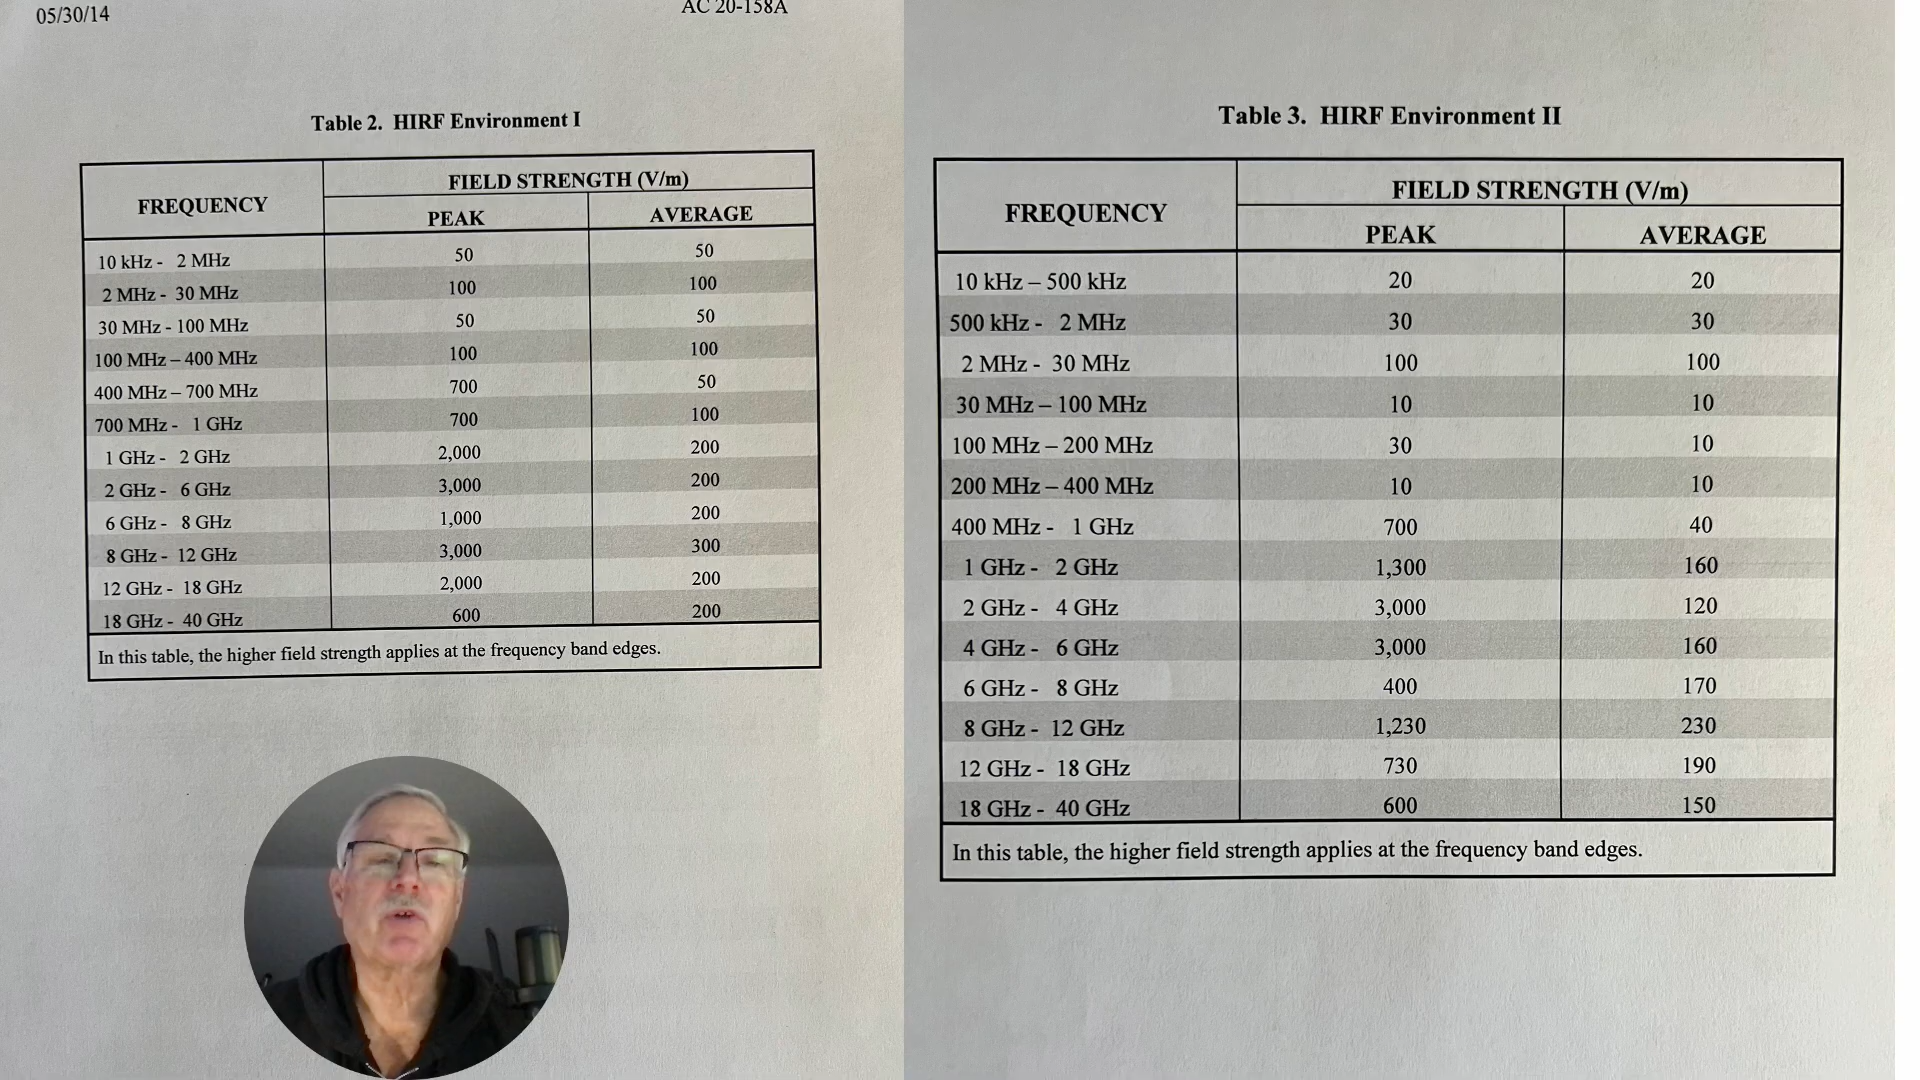 05/30/14
AC 20-158A
Table 2. HIRF Environment I
FREQUENCY
FIELD STRENGTH (V/m)
PEAK AVERAGE
10 kHz - 2 MHz 50 50
2 MHz - 30 MHz 100 100
30 MHz - 100 MHz 50 50
100 MHz – 400 MHz 100 100
400 MHz – 700 MHz 700 50
700 MHz - 1 GHz 700 100
1 GHz - 2 GHz 2,000 200
2 GHz - 6 GHz 3,000 200
6 GHz - 8 GHz 1,000 200
8 GHz - 12 GHz 3,000 300
12 GHz - 18 GHz 2,000 200
18 GHz - 40 GHz 600 200
In this table, the higher field strength applies at the frequency band edges.
Table 3. HIRF Environment II
FREQUENCY
FIELD STRENGTH (V/m)
PEAK AVERAGE
10 kHz – 500 kHz 20 20
500 kHz - 2 MHz 30 30
2 MHz - 30 MHz 100 100
30 MHz – 100 MHz 10 10
100 MHz – 200 MHz 30 10
200 MHz – 400 MHz 10 10
400 MHz - 1 GHz 700 40
1 GHz - 2 GHz 1,300 160
2 GHz - 4 GHz 3,000 120
4 GHz - 6 GHz 3,000 160
6 GHz - 8 GHz 400 170
8 GHz - 12 GHz 1,230 230
12 GHz - 18 GHz 730 190
18 GHz - 40 GHz 600 150
In this table, the higher field strength applies at the frequency band edges.